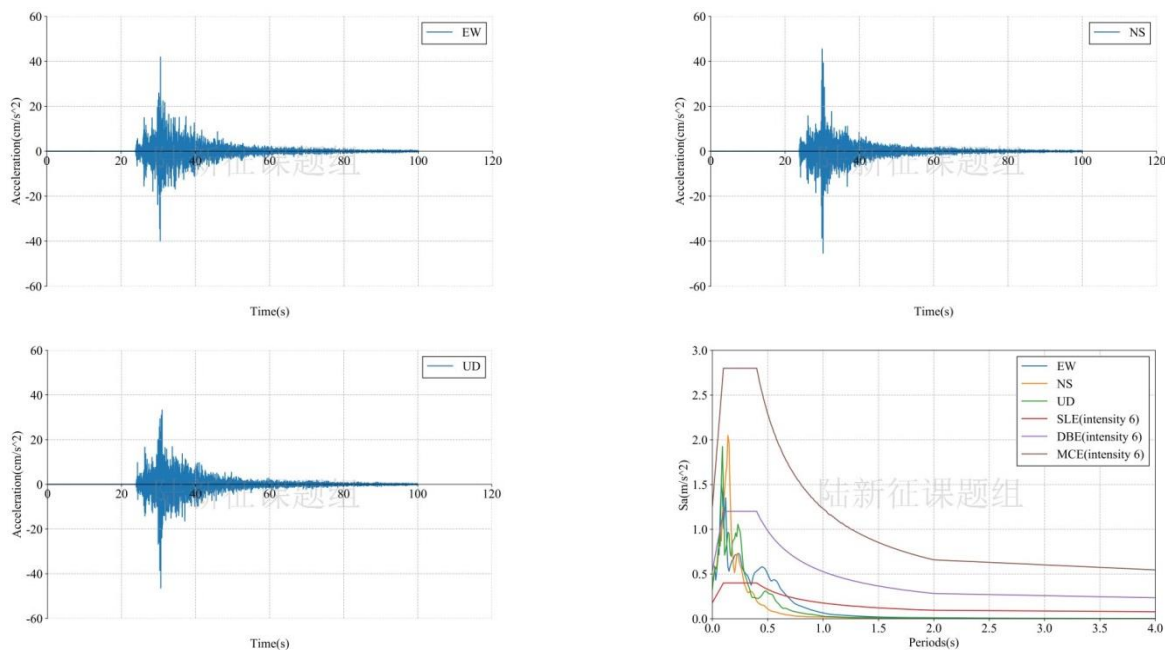 60
EW
40
20
0
0
20
40
60
80
100
120
-20
-40
-60
Acceleration(cm/s^2)
Time(s)
陆新征课题组
60
NS
40
20
0
0
20
40
60
80
100
120
-20
-40
-60
Acceleration(cm/s^2)
Time(s)
陆新征课题组
60
UD
40
20
0
0
20
40
60
80
100
120
-20
-40
-60
Acceleration(cm/s^2)
Time(s)
陆新征课题组
3.0
2.5
2.0
1.5
1.0
0.5
0.0
Sa(m/s^2)
EW
NS
UD
SLE(intensity 6)
DBE(intensity 6)
MCE(intensity 6)
陆新征课题组
0.0
0.5
1.0
1.5
2.0
2.5
3.0
3.5
4.0
Periods(s)